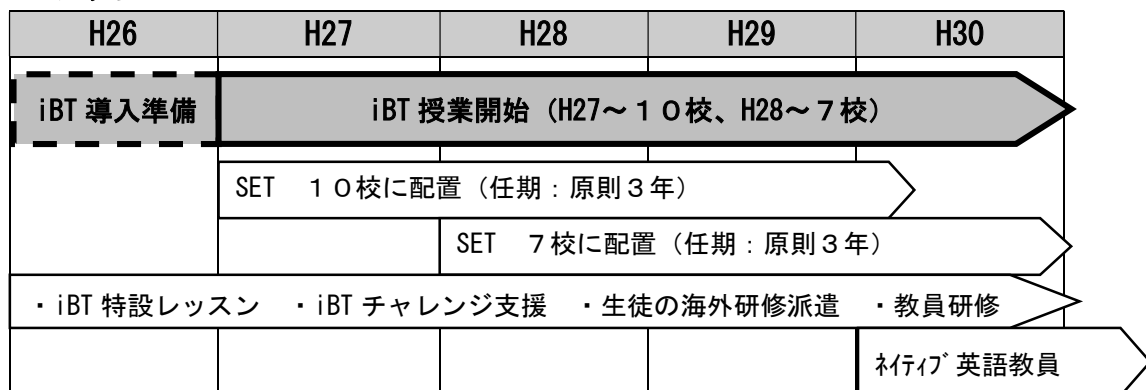 H26 H27 H28 H29 H30
iBT 導入準備 iBT 授業開始（H27～１０校、H28～７校）
SET　１０校に配置（任期：原則３年）
SET　７校に配置（任期：原則３年）
・iBT 特設レッスン　・iBT チャレンジ支援　・生徒の海外研修派遣　・教員研修
ﾈｲﾃｨﾌﾞ 英語教員